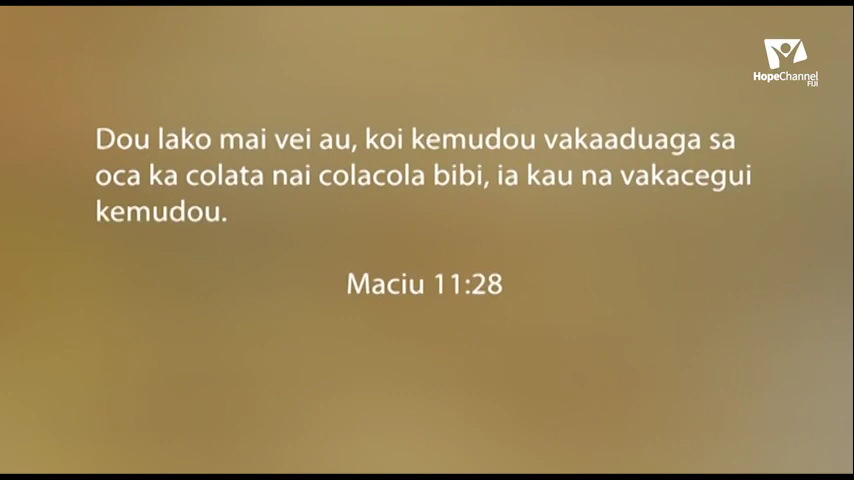 HopeChannel
FIJI
Dou lako mai vei au, koi kemudou vakaaduaga sa
oca ka colata nai colacola bibi, ia kau na vakacegui
kemudou.
Maciu 11:28